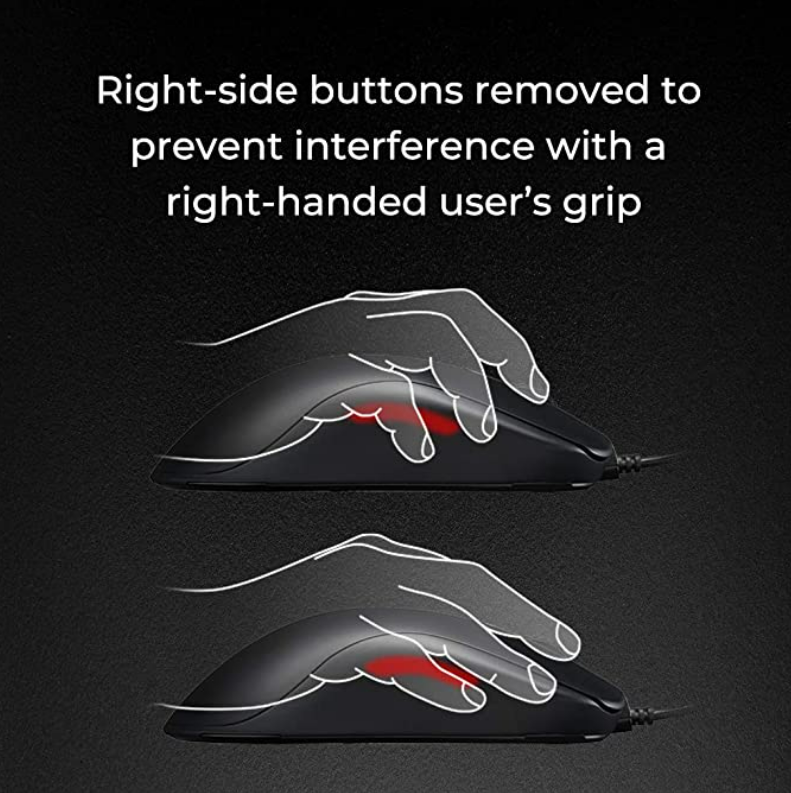 Right-side buttons removed to
prevent interference with a
right-handed user’s grip